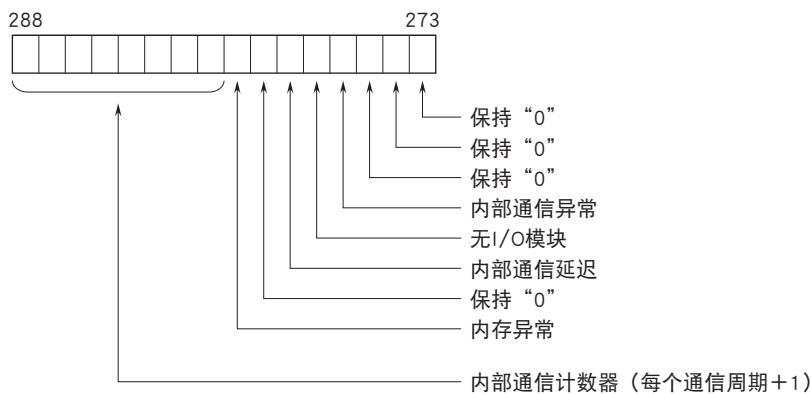 288 273
保持“0”
保持“0”
保持“0”
内部通信异常
无I/O模块
内部通信延迟
保持“0”
内存异常
内部通信计数器（每个通信周期＋1）